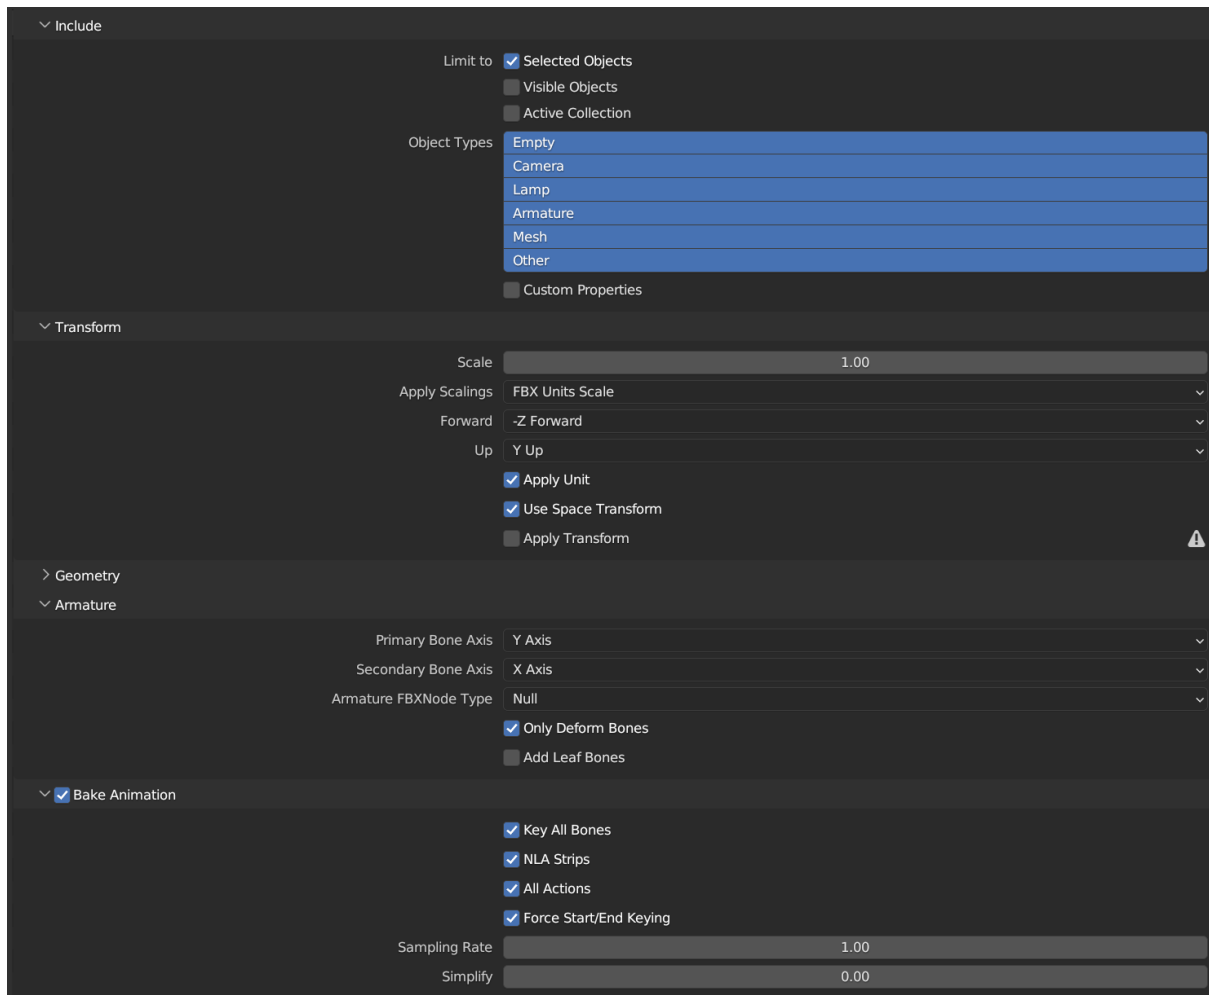 Include
Limit to Selected Objects
Visible Objects
Active Collection
Object Types Empty
Camera
Lamp
Armature
Mesh
Other
Custom Properties
Transform
Scale 1.00
Apply Scalings FBX Units Scale
Forward -Z Forward
Up Y Up
Apply Unit
Use Space Transform
Apply Transform
Geometry
Armature
Primary Bone Axis Y Axis
Secondary Bone Axis X Axis
Armature FBXNode Type Null
Only Deform Bones
Add Leaf Bones
Bake Animation
Key All Bones
NLA Strips
All Actions
Force Start/End Keying
Sampling Rate 1.00
Simplify 0.00